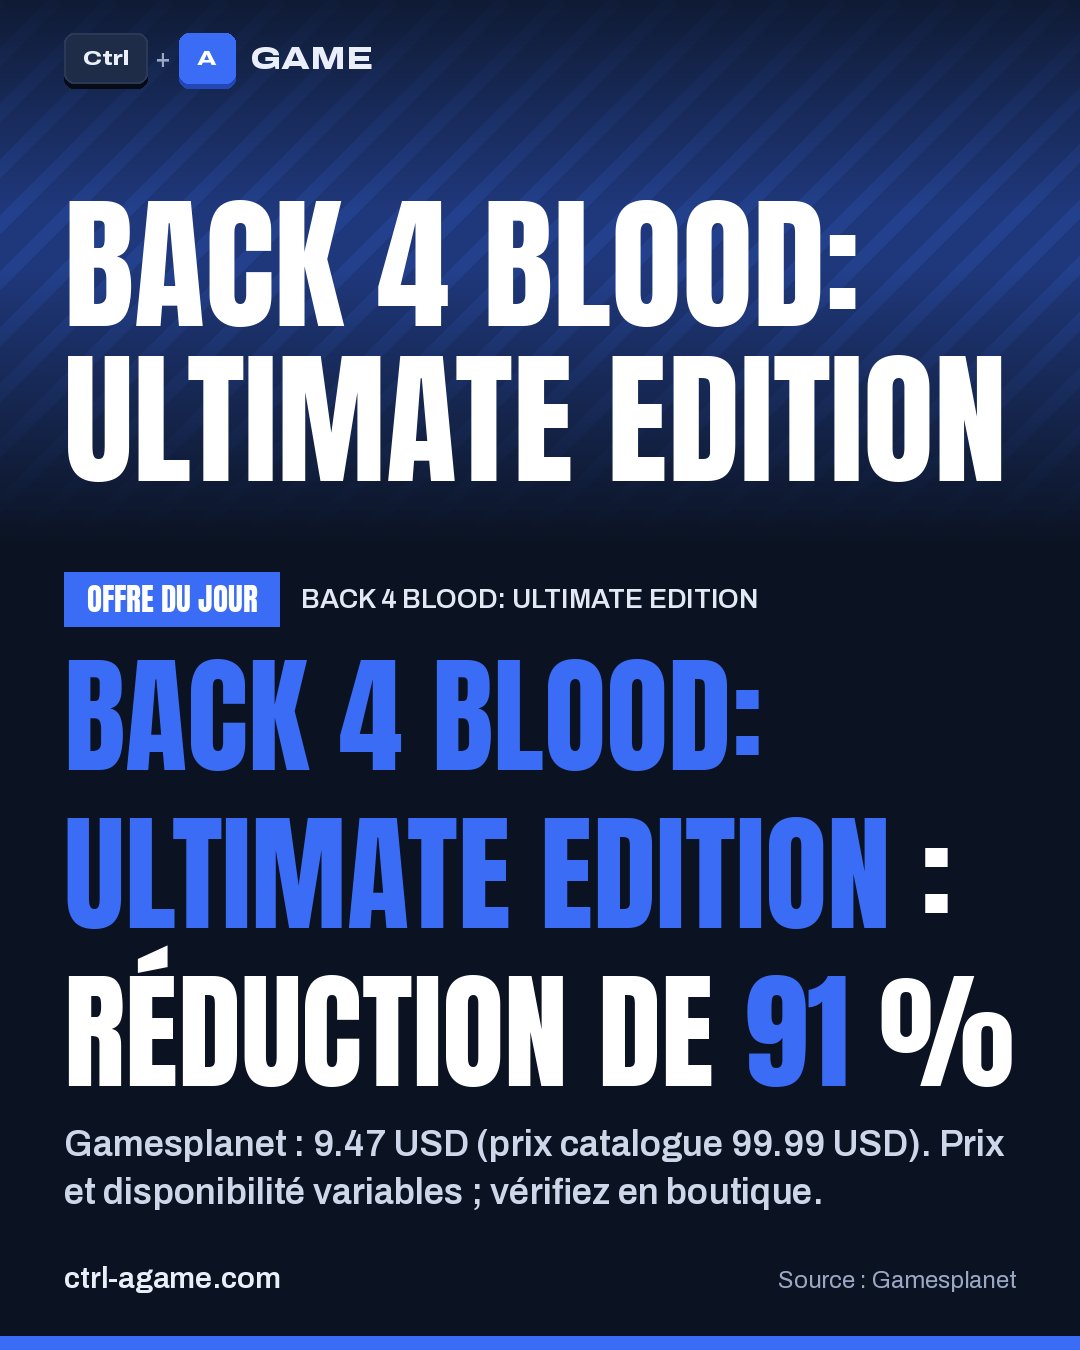 Ctrl + A GAME
BACK 4 BLOOD:
ULTIMATE EDITION
OFFRE DU JOUR BACK 4 BLOOD: ULTIMATE EDITION
BACK 4 BLOOD:
ULTIMATE EDITION :
RÉDUCTION DE 91 %
Gamesplanet : 9.47 USD (prix catalogue 99.99 USD). Prix
et disponibilité variables ; vérifiez en boutique.
ctrl-agame.com Source : Gamesplanet